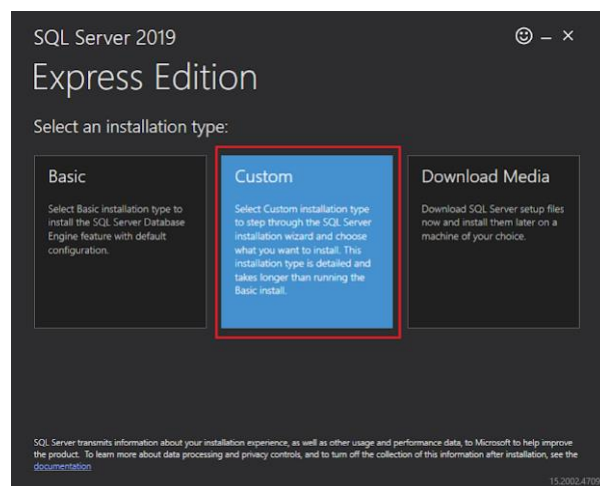 SQL Server 2019
Express Edition
Select an installation type:
Basic
Select Basic installation type to
install the SQL Server Database
Engine feature with default
configuration.
Custom
Select Custom installation type
to step through the SQL Server
installation wizard and choose
what you want to install. This
installation type is detailed and
takes longer than running the
Basic install.
Download Media
Download SQL Server setup files
now and install them later on a
machine of your choice.
SQL Server transmits information about your installation experience, as well as other usage and performance data, to Microsoft to help improve
the product. To learn more about data processing and privacy controls, and to turn off the collection of this information after installation, see the
documentation
15.2002.4709